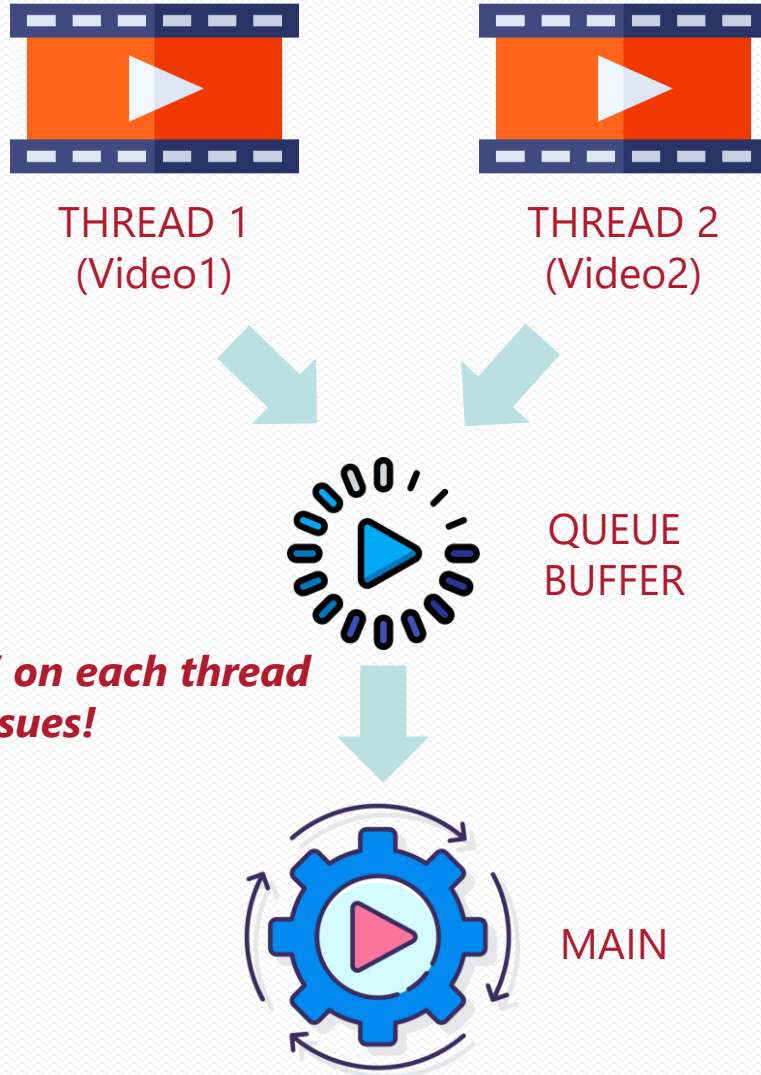 THREAD 1
(Video1)
THREAD 2
(Video2)
QUEUE
BUFFER
on each thread
sues!
MAIN